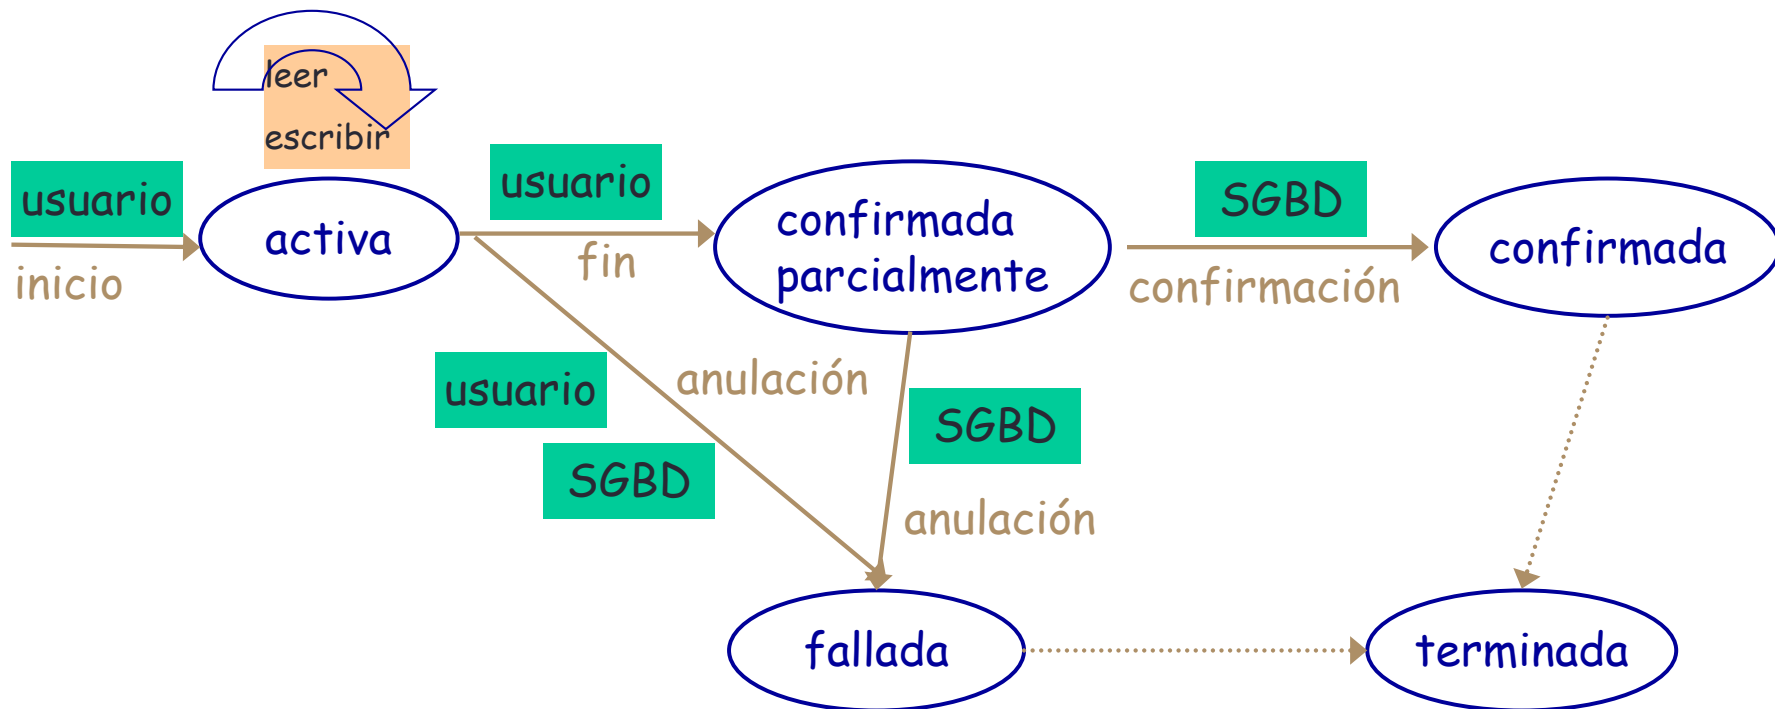 leer
escribir
usuario
inicio
activa
usuario
fin
confirmada
parcialmente
SGBD
confirmación
confirmada
usuario
SGBD
anulación
SGBD
anulación
fallada
terminada